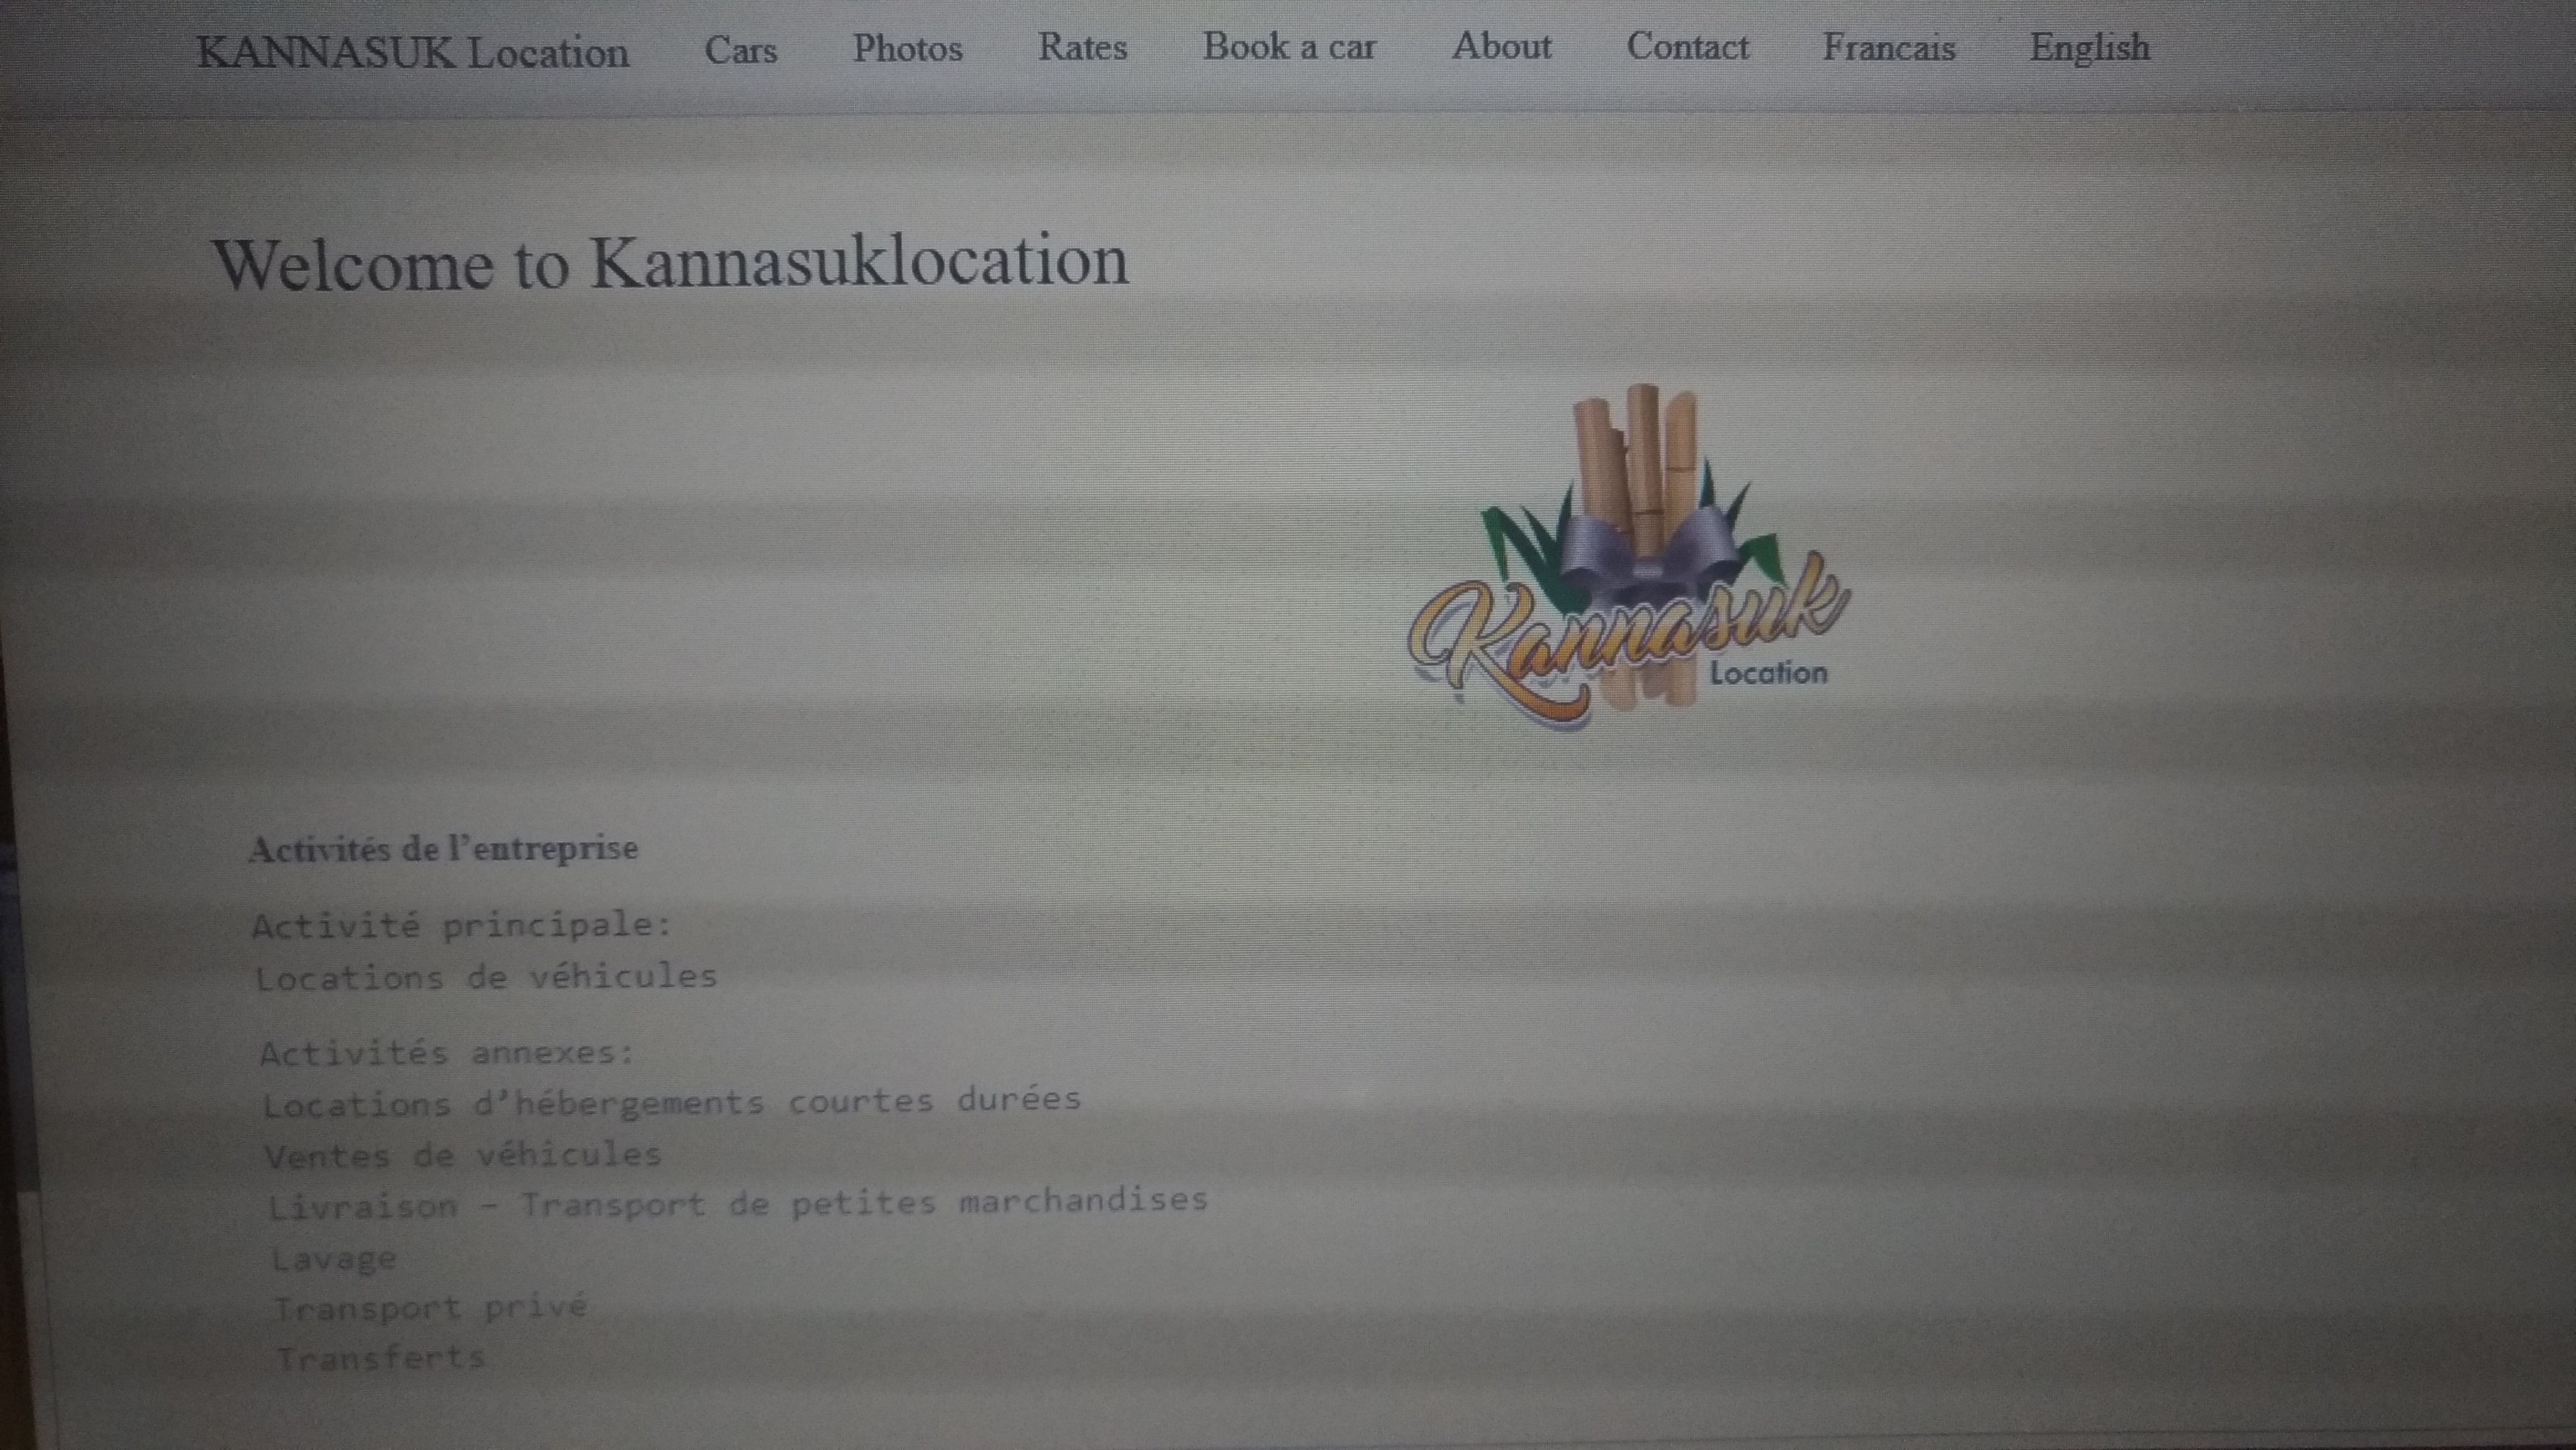 KANNASUK Location Cars Photos Rates Book a car About Contact Francais English
Welcome to Kannasuklocation
Kannasuk
Location
Activités de l’entreprise
Activité principale:
Locations de véhicules
Activités annexes:
Locations d’hébergements courtes durées
Ventes de véhicules
Livraison – Transport de petites marchandises
Lavage
Transport privé
Transferts